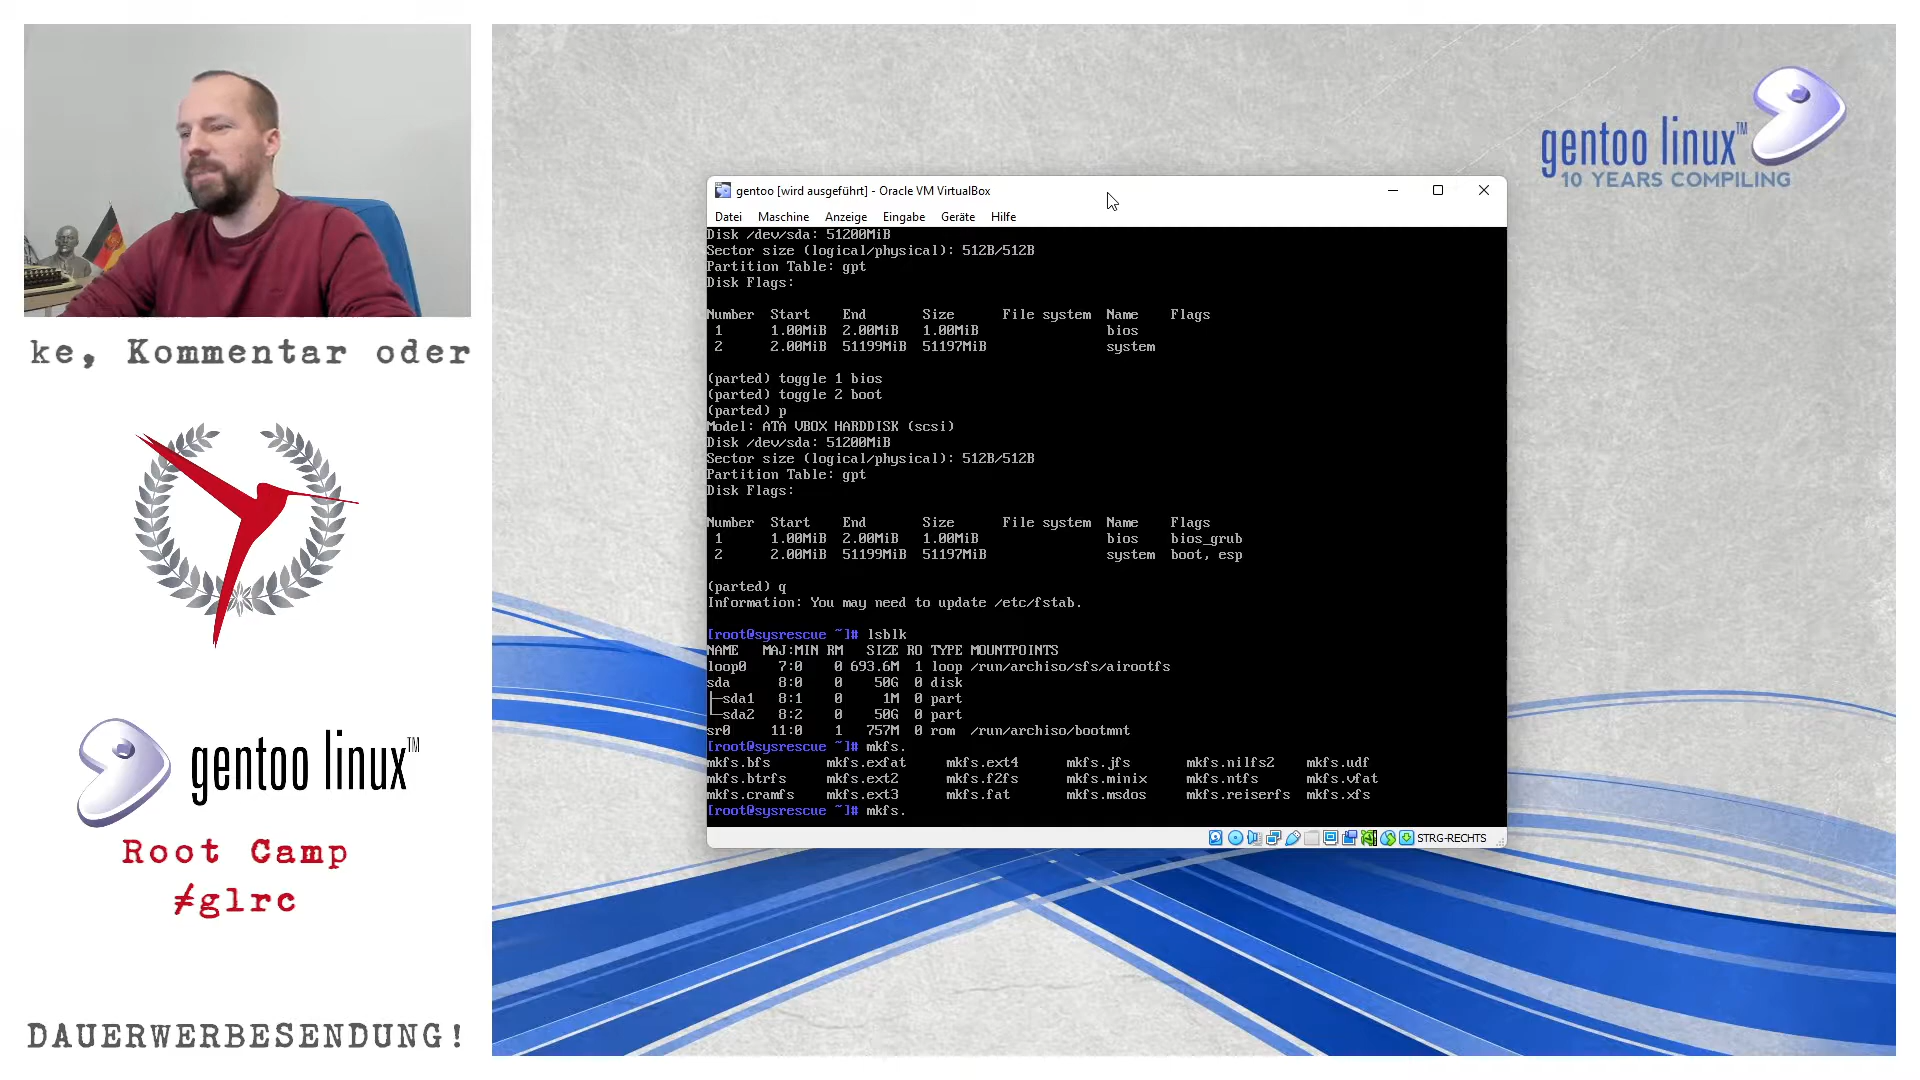 ke, Kommentar oder
gentoo linux™
Root Camp
#glrc
DAUERWERBESENDUNG!
gentoo linux™
10 YEARS COMPILING
gentoo [wird ausgeführt] - Oracle VM VirtualBox
Datei Maschine Anzeige Eingabe Geräte Hilfe
Disk /dev/sda: 51200MiB
Sector size (logical/physical): 512B/512B
Partition Table: gpt
Disk Flags:
Number Start End Size File system Name Flags
1 1.00MiB 2.00MiB 1.00MiB bios
2 2.00MiB 51199MiB 51197MiB system
(parted) toggle 1 bios
(parted) toggle 2 boot
(parted) p
Model: ATA VBOX HARDDISK (scsi)
Disk /dev/sda: 51200MiB
Sector size (logical/physical): 512B/512B
Partition Table: gpt
Disk Flags:
Number Start End Size File system Name Flags
1 1.00MiB 2.00MiB 1.00MiB bios bios_grub
2 2.00MiB 51199MiB 51197MiB system boot, esp
(parted) q
Information: You may need to update /etc/fstab.
[root@sysrescue ~]# lsblk
NAME MAJ:MIN RM SIZE RO TYPE MOUNTPOINTS
loop0 7:0 0 693.6M 1 loop /run/archiso/sfs/airootfs
sda 8:0 0 50G 0 disk
├─sda1 8:1 0 1M 0 part
└─sda2 8:2 0 50G 0 part
sr0 11:0 1 757M 0 rom /run/archiso/bootmnt
[root@sysrescue ~]# mkfs.
mkfs.bfs mkfs.exfat mkfs.ext4 mkfs.jfs mkfs.nilfs2 mkfs.udf
mkfs.btrfs mkfs.ext2 mkfs.f2fs mkfs.minix mkfs.ntfs mkfs.vfat
mkfs.cramfs mkfs.ext3 mkfs.fat mkfs.msdos mkfs.reiserfs mkfs.xfs
[root@sysrescue ~]# mkfs.
STRG-RECHTS